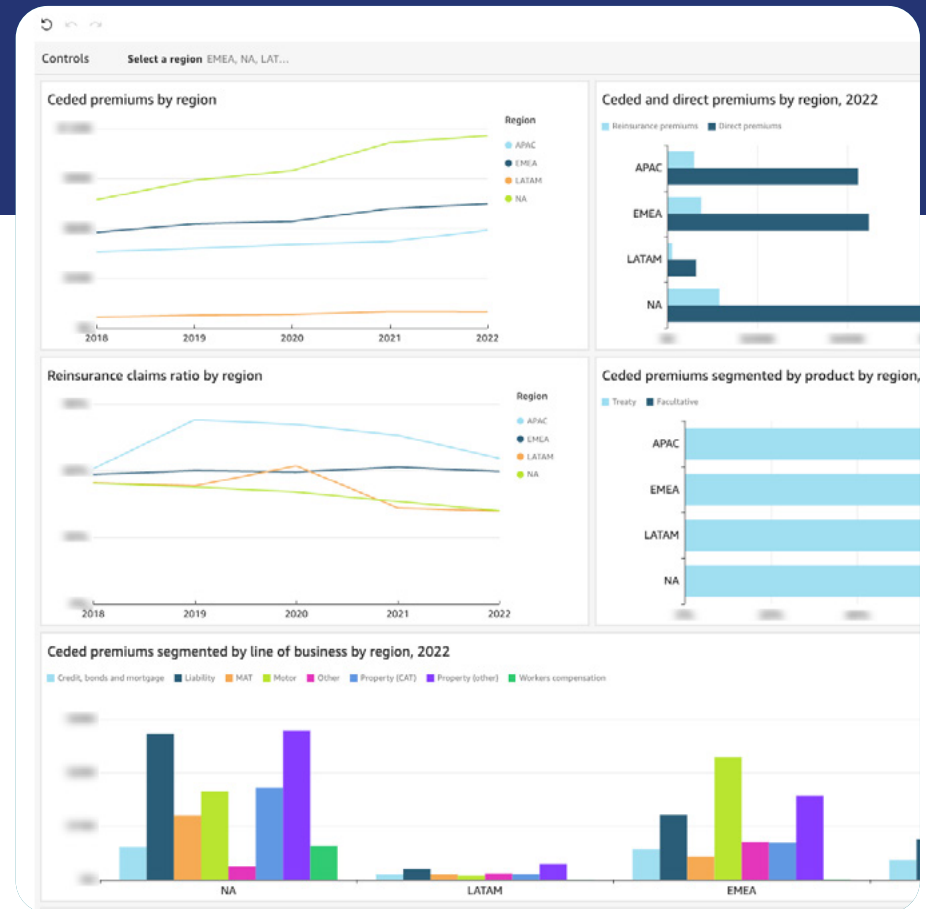 Controls Select a region EMEA, NA, LAT...
Ceded premiums by region
Region
APAC
EMEA
LATAM
NA
2018 2019 2020 2021 2022
Ceded and direct premiums by region, 2022
Reinsurance premiums Direct premiums
APAC
EMEA
LATAM
NA
Reinsurance claims ratio by region
Region
APAC
EMEA
LATAM
NA
2018 2019 2020 2021 2022
Ceded premiums segmented by product by region,
Treaty Facultative
APAC
EMEA
LATAM
NA
Ceded premiums segmented by line of business by region, 2022
Credit, bonds and mortgage Liability MAT Motor Other Property (CAT) Property (other) Workers compensation
NA LATAM EMEA